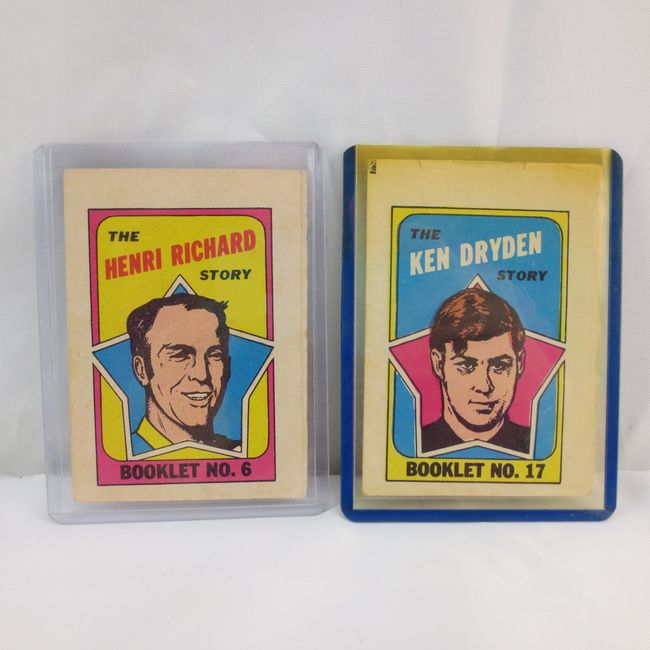 THE
HENRI RICHARD
STORY
BOOKLET NO. 6
THE
KEN DRYDEN
STORY
BOOKLET NO. 17